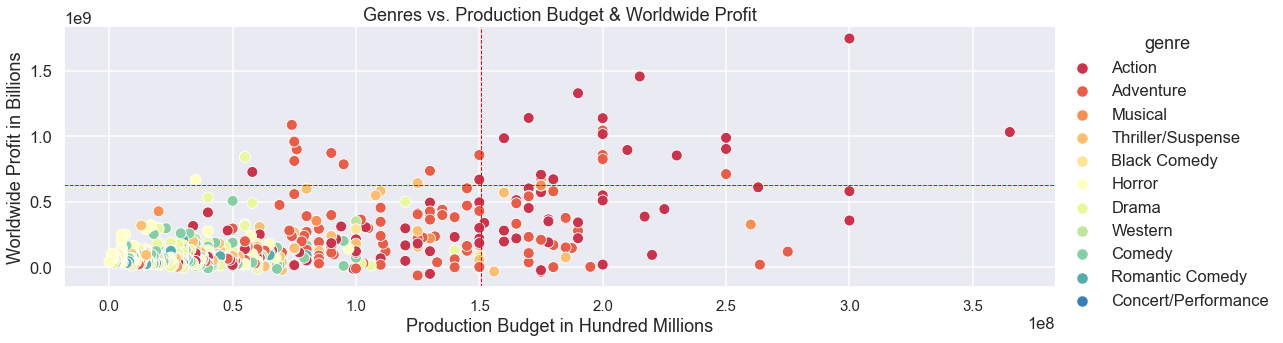 Genres vs. Production Budget & Worldwide Profit
1e9
Worldwide Profit in Billions
1.5
1.0
0.5
0.0
0.0 0.5 1.0 1.5 2.0 2.5 3.0 3.5
1e8
Production Budget in Hundred Millions
genre
Action
Adventure
Musical
Thriller/Suspense
Black Comedy
Horror
Drama
Western
Comedy
Romantic Comedy
Concert/Performance